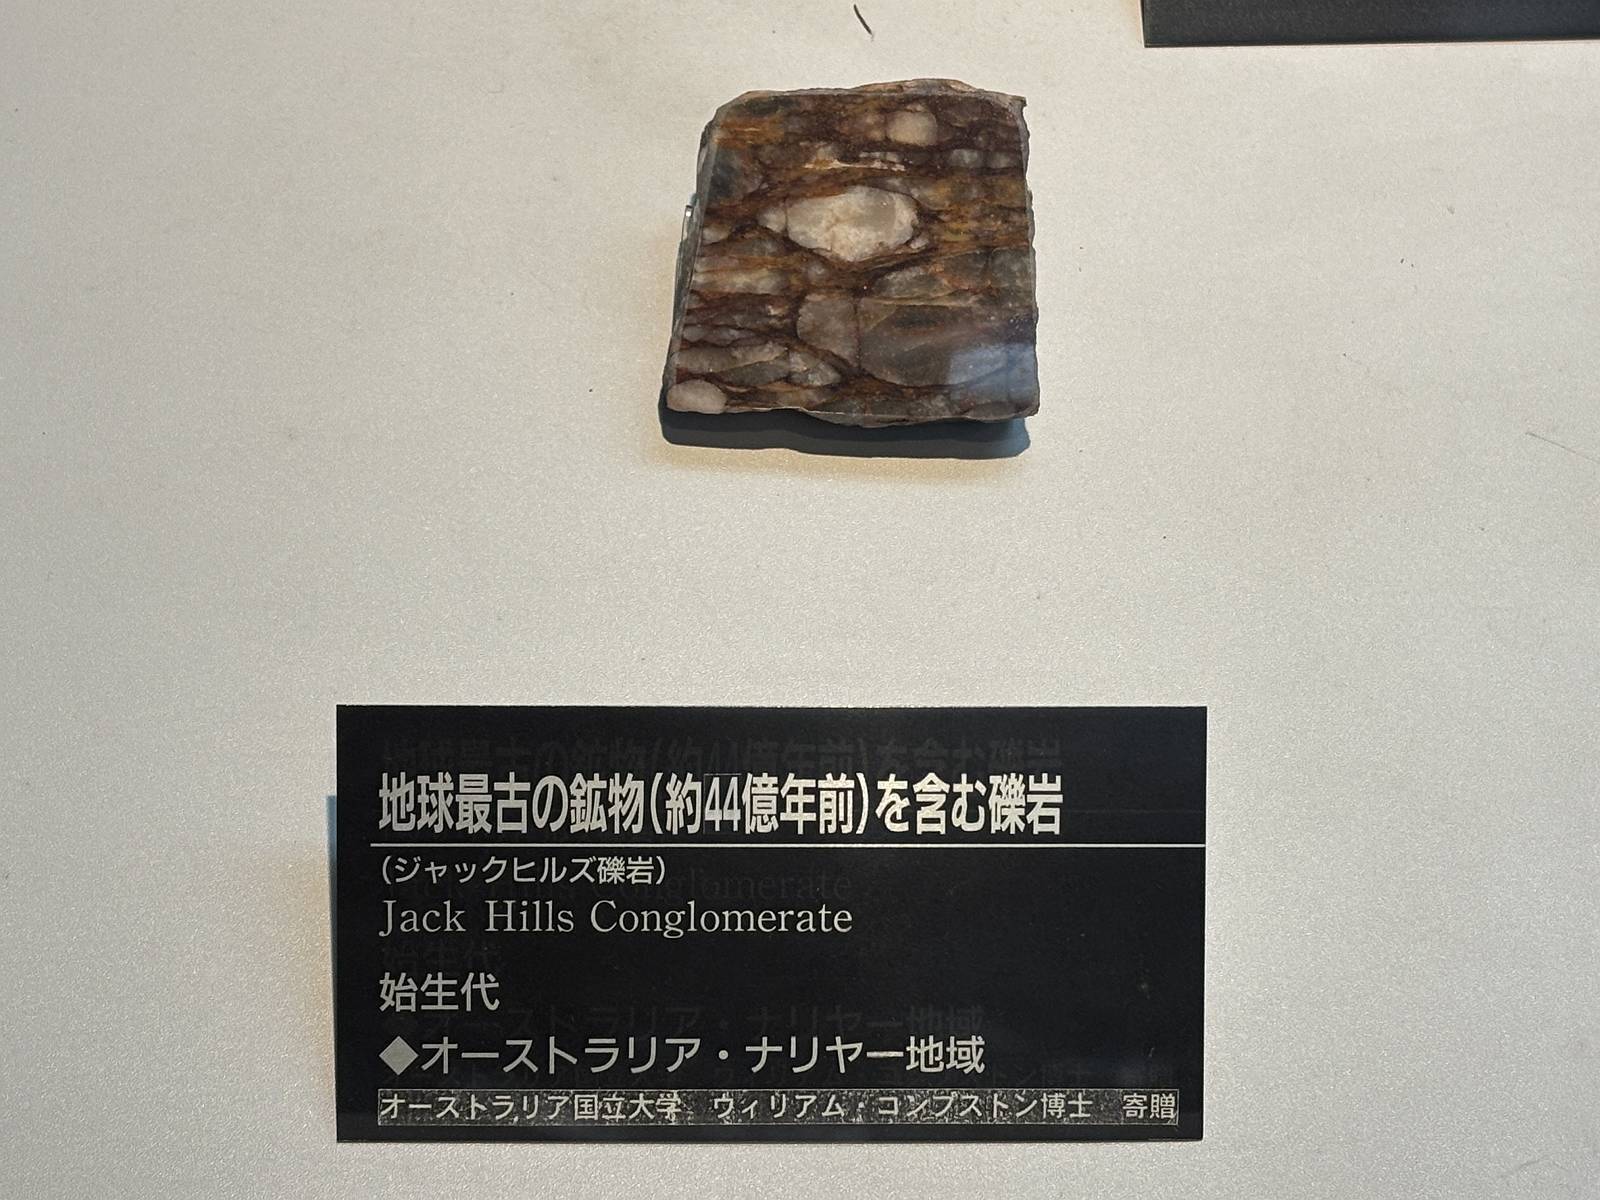 地球最古の鉱物(約44億年前)を含む礫岩
(ジャックヒルズ礫岩)
Jack Hills Conglomerate
始生代
◆オーストラリア・ナリヤー地域
オーストラリア国立大学 ウィリアム・コンプストン博士 寄贈